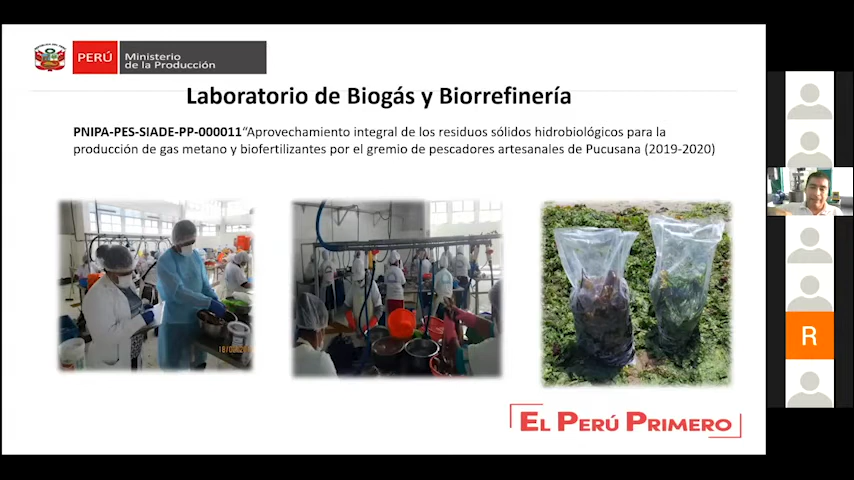 PERÚ
Ministerio
de la Producción
Laboratorio de Biogás y Biorrefinería
PNIPA-PES-SIADE-PP-000011“Aprovechamiento integral de los residuos sólidos hidrobiológicos para la
producción de gas metano y biofertilizantes por el gremio de pescadores artesanales de Pucusana (2019-2020)
R
EL PERÚ PRIMERO